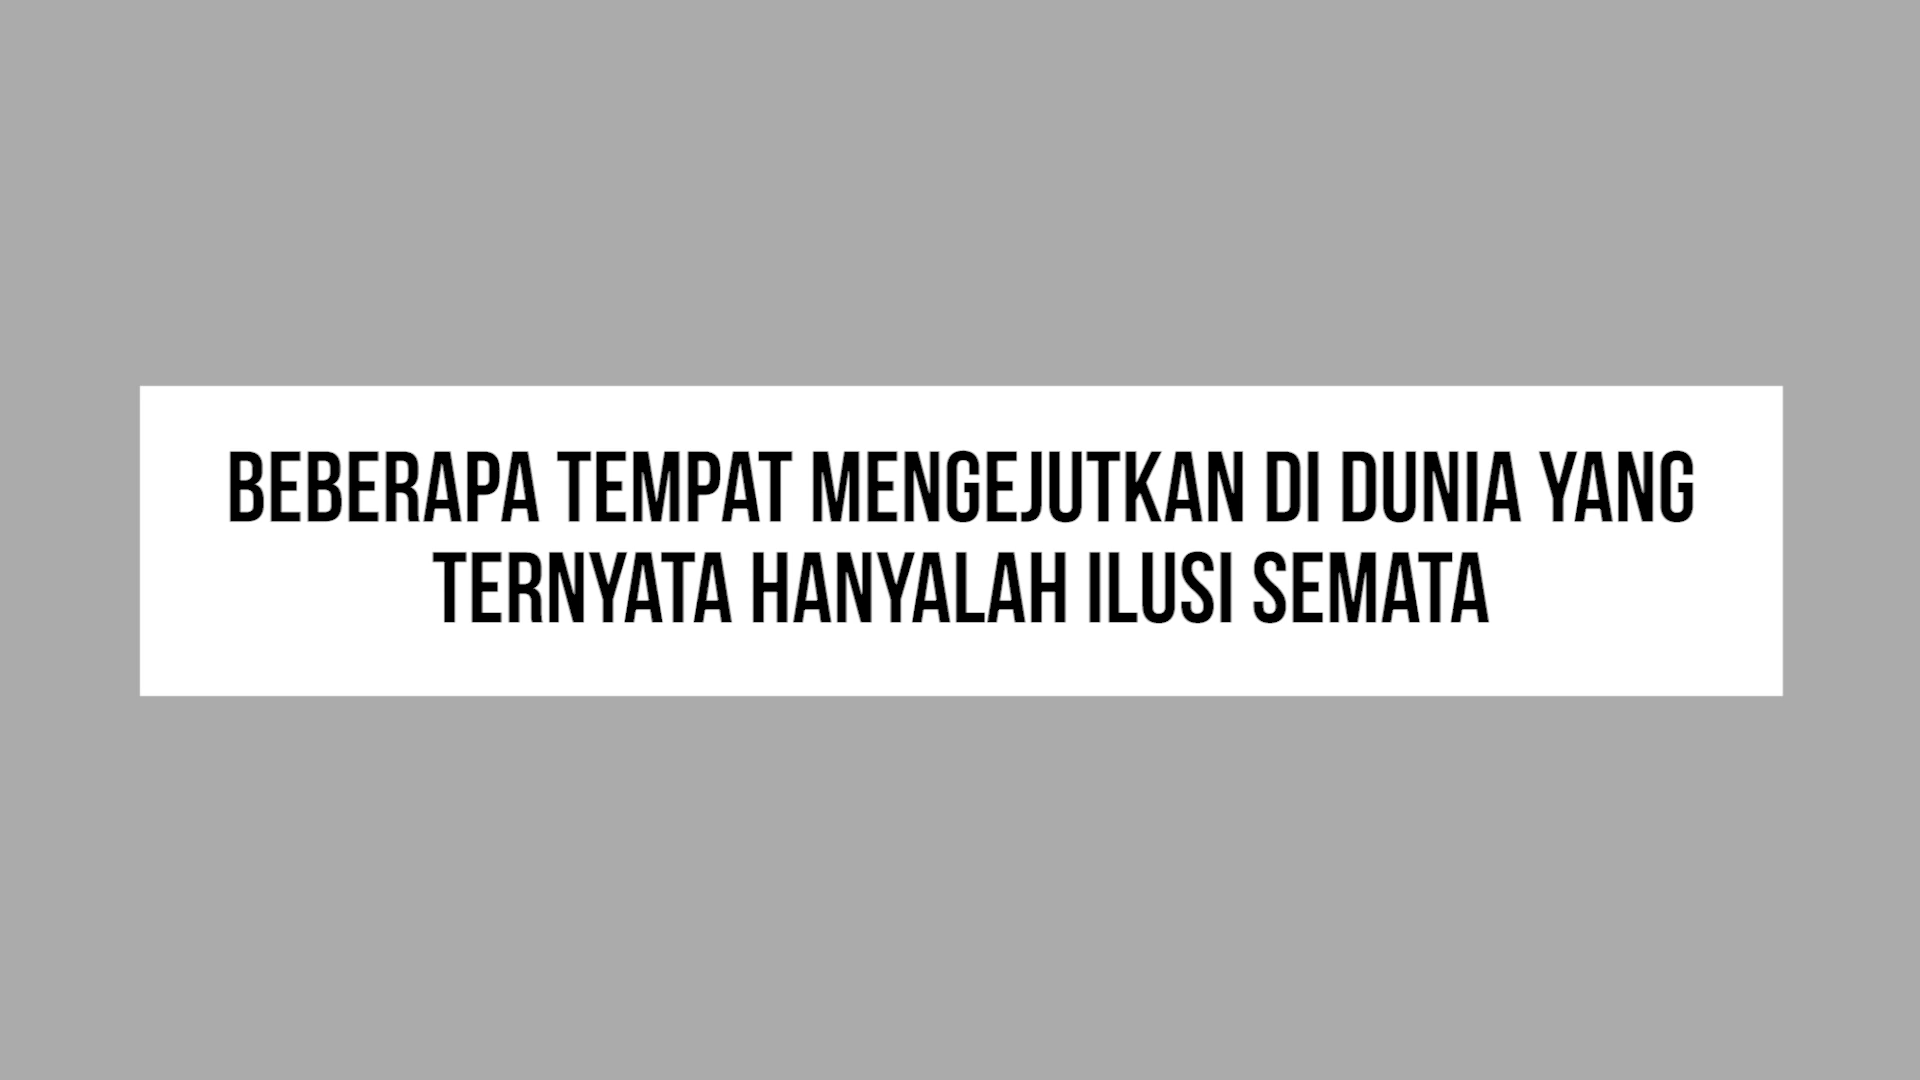 BEBERAPA TEMPAT MENGEJUTKAN DI DUNIA YANG
TERNYATA HANYALAH ILUSI SEMATA